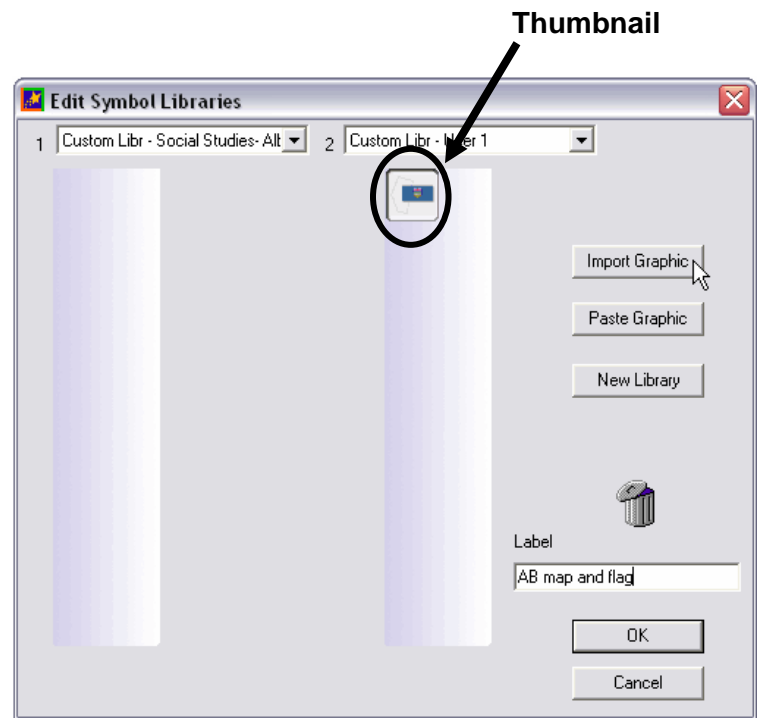 Thumbnail
Edit Symbol Libraries
1 Custom Libr - Social Studies- Alt 2 Custom Libr - User 1
Import Graphic
Paste Graphic
New Library
Label
AB map and flag
OK
Cancel